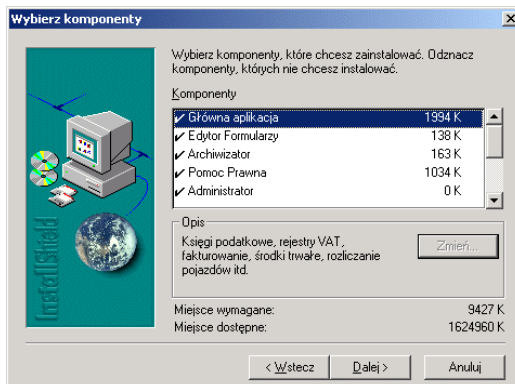 Wybierz komponenty
Wybierz komponenty, które chcesz zainstalować. Odznacz
komponenty, których nie chcesz instalować.
Komponenty
Główna aplikacja 1994 K
Edytor Formularzy 138 K
Archiwizator 163 K
Pomoc Prawna 1034 K
Administrator 0 K
Opis
Księgi podatkowe, rejestry VAT,
fakturowanie, środki trwałe, rozliczanie
pojazdów itd.
Zmień...
Miejsce wymagane: 9427 K
Miejsce dostępne: 1624960 K
InstallShield
< Wstecz
Dalej >
Anuluj